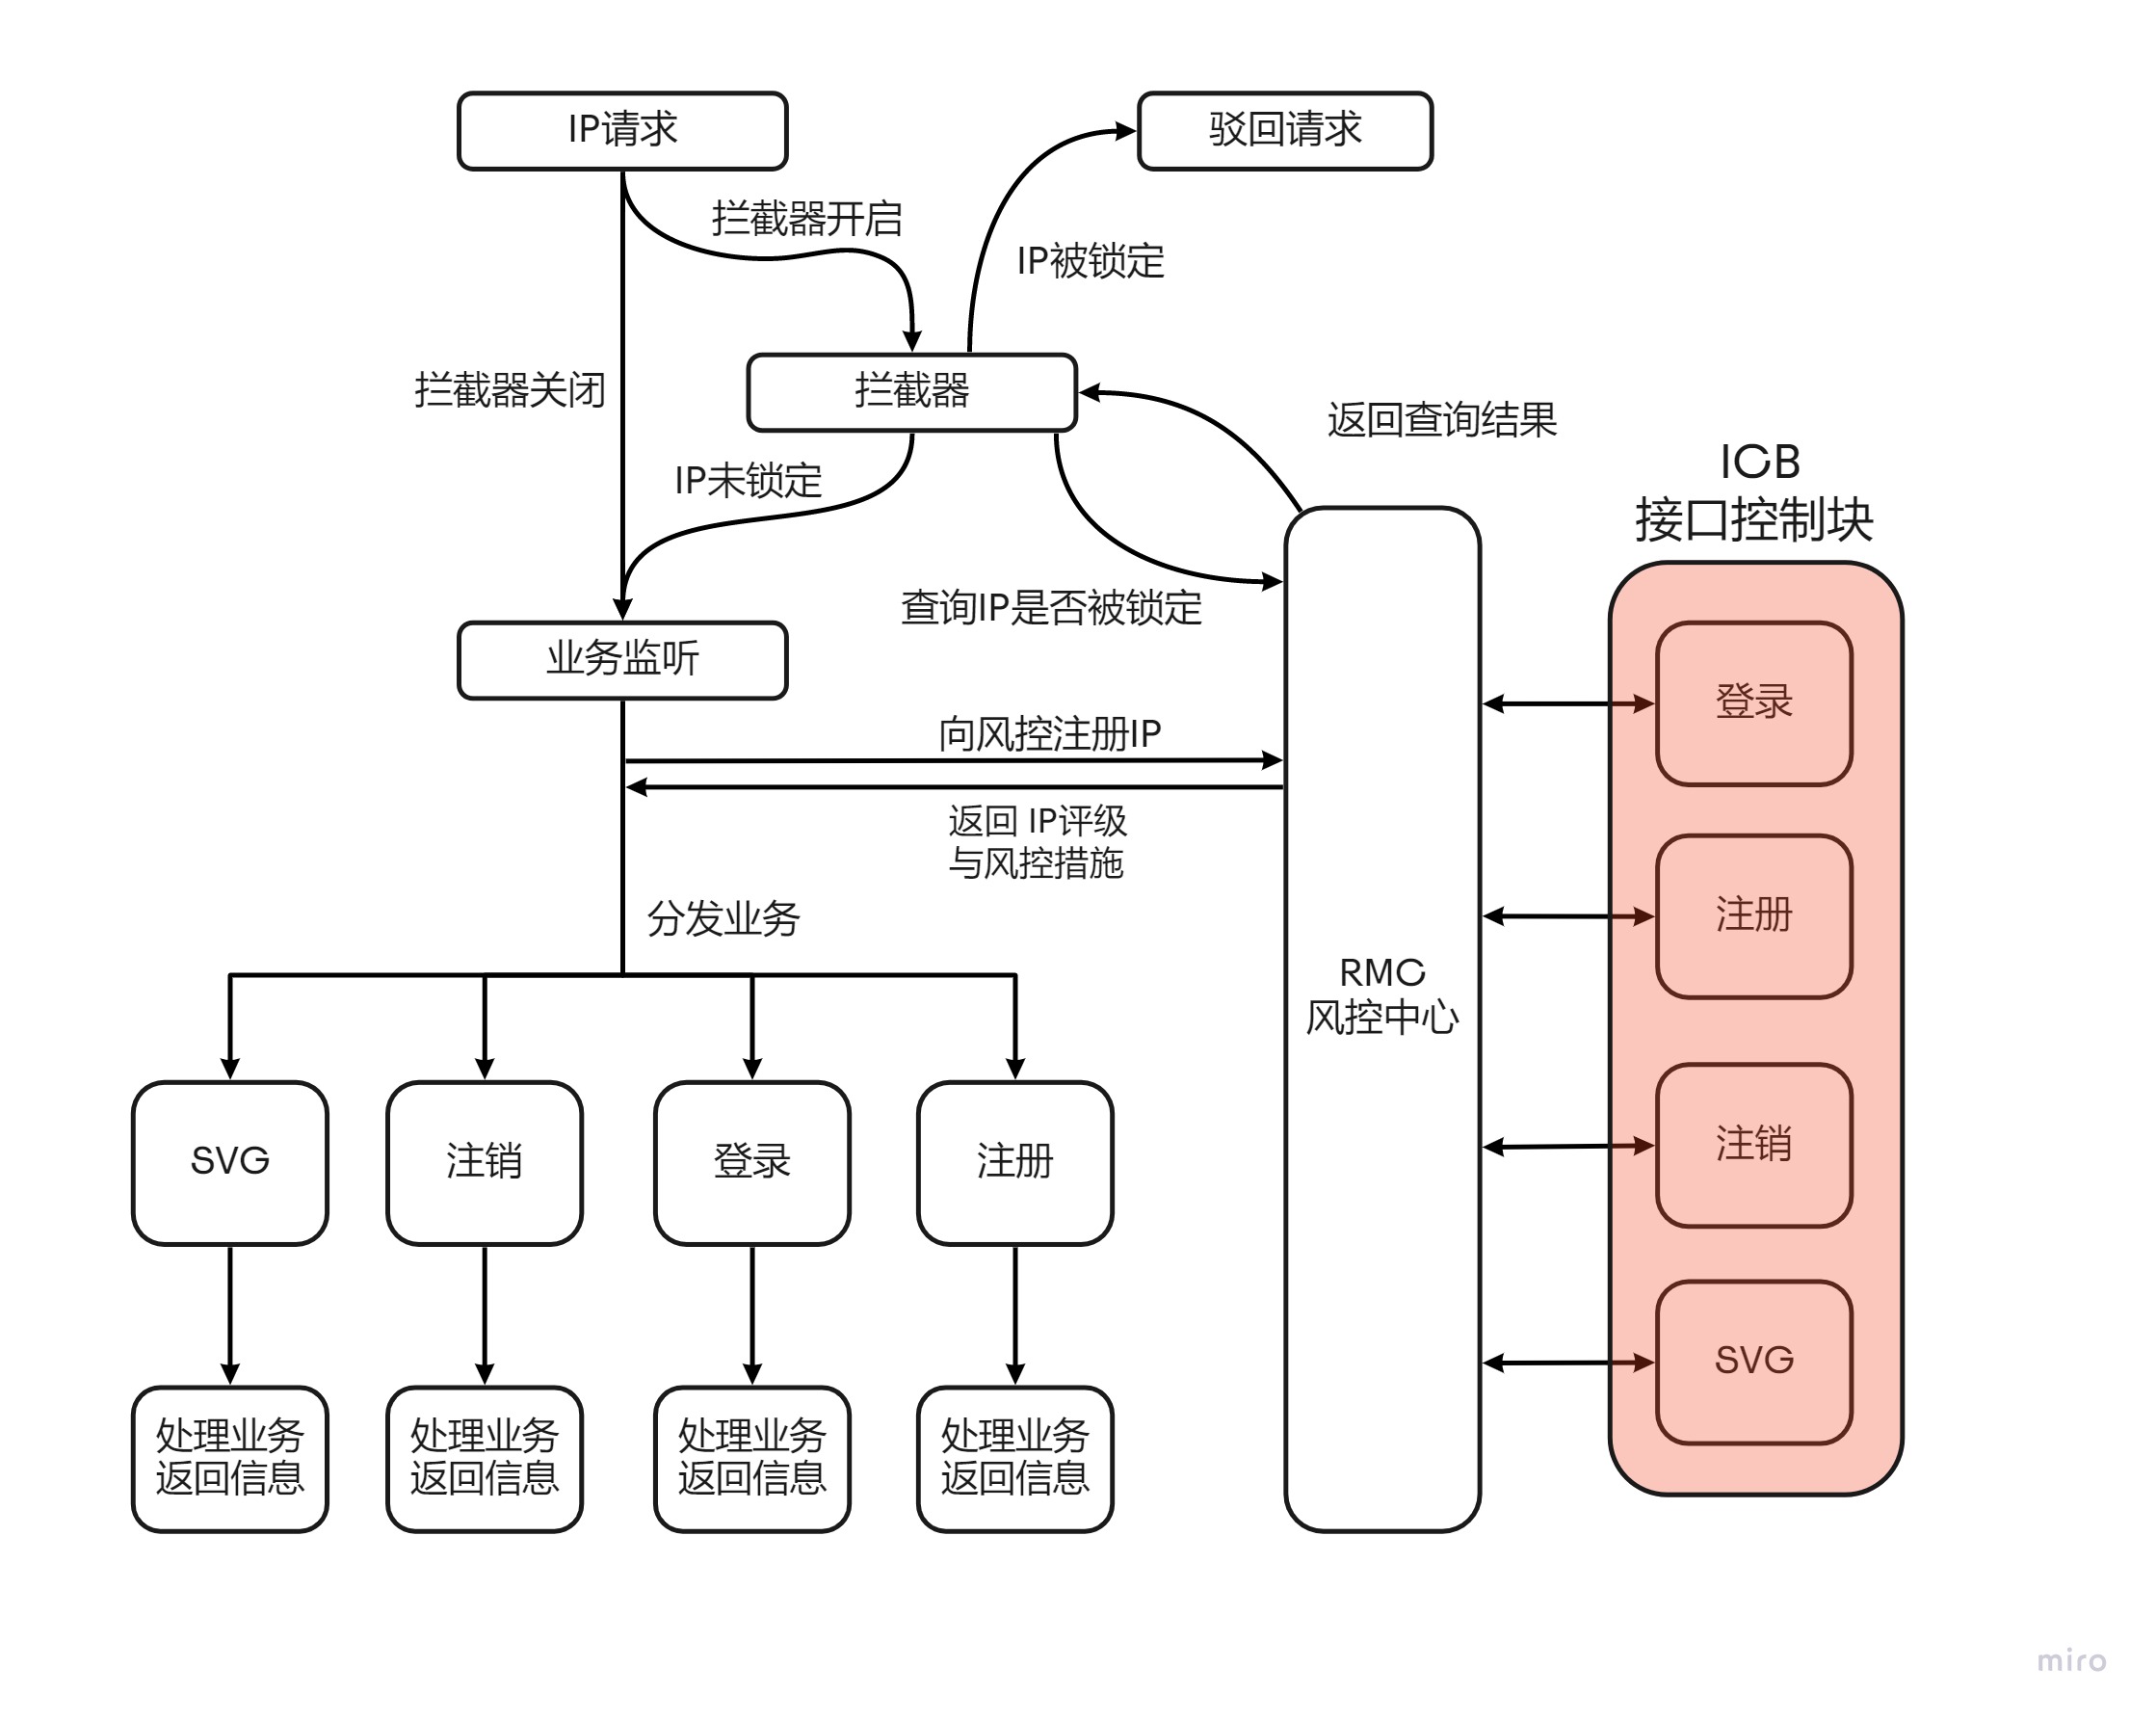 IP请求
驳回请求
拦截器开启
IP被锁定
拦截器关闭
拦截器
返回查询结果
IP未锁定
ICB
接口控制块
查询IP是否被锁定
业务监听
登录
向风控注册IP
返回 IP评级
与风控措施
注册
分发业务
RMC
风控中心
SVG
注销
登录
注册
注销
SVG
处理业务
返回信息
处理业务
返回信息
处理业务
返回信息
处理业务
返回信息
miro